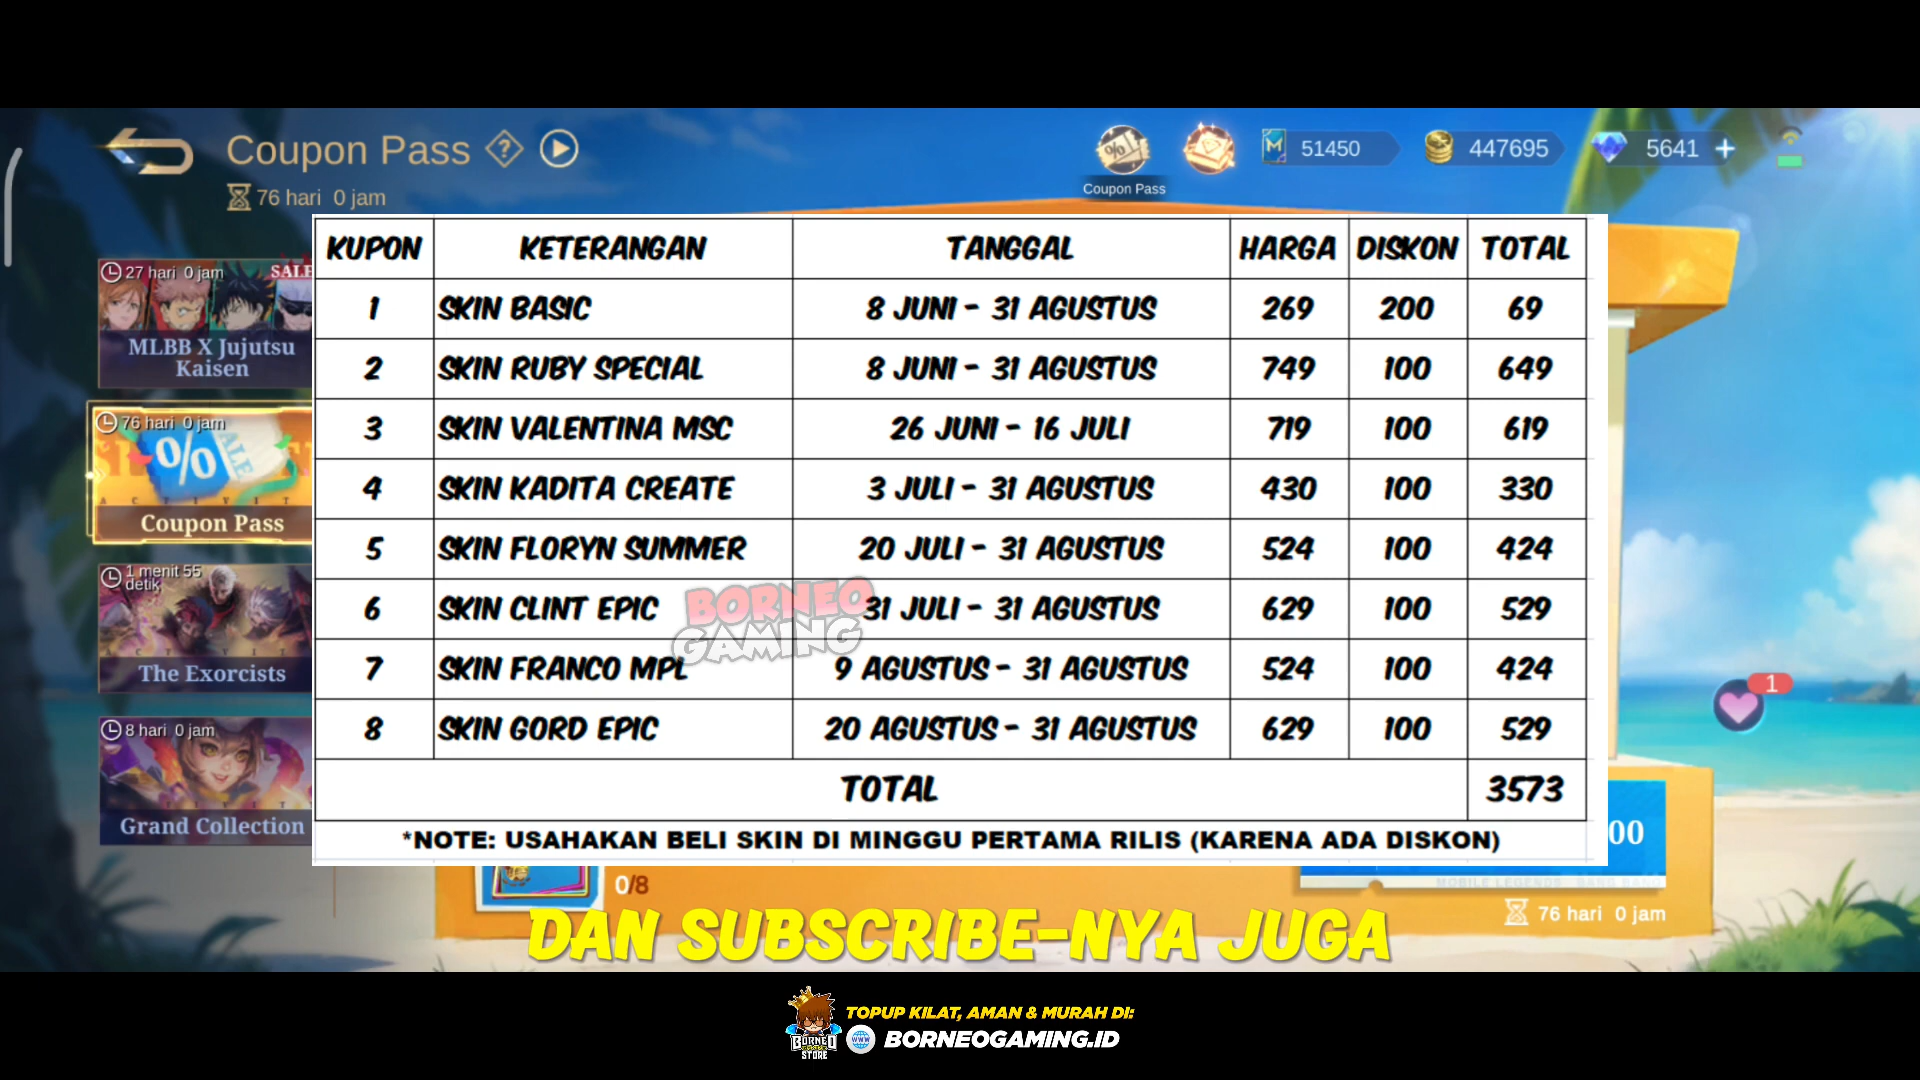 Coupon Pass ?
76 hari 0 jam
% Coupon Pass
M 51450
447695
5641 +
27 hari 0 jam SALE
MLBB X Jujutsu
Kaisen
76 hari 0 jam
% SALE
Coupon Pass
1 menit 55
detik
The Exorcists
8 hari 0 jam
Grand Collection
KUPON KETERANGAN TANGGAL HARGA DISKON TOTAL
1 SKIN BASIC 8 JUNI - 31 AGUSTUS 269 200 69
2 SKIN RUBY SPECIAL 8 JUNI - 31 AGUSTUS 749 100 649
3 SKIN VALENTINA MSC 26 JUNI - 16 JULI 719 100 619
4 SKIN KADITA CREATE 3 JULI - 31 AGUSTUS 430 100 330
5 SKIN FLORYN SUMMER 20 JULI - 31 AGUSTUS 524 100 424
6 SKIN CLINT EPIC 31 JULI - 31 AGUSTUS 629 100 529
7 SKIN FRANCO MPL 9 AGUSTUS - 31 AGUSTUS 524 100 424
8 SKIN GORD EPIC 20 AGUSTUS - 31 AGUSTUS 629 100 529
TOTAL 3573
*NOTE: USAHAKAN BELI SKIN DI MINGGU PERTAMA RILIS (KARENA ADA DISKON)
BORNEO
GAMING
1
00
0/8
76 hari 0 jam
DAN SUBSCRIBE-NYA JUGA
BORNEO
STORE
TOPUP KILAT, AMAN & MURAH DI:
WWW BORNEOGAMING.ID